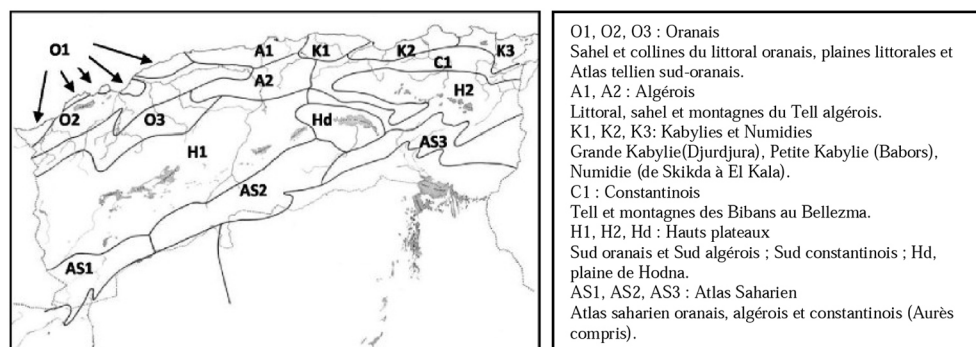 O1
A1
K1
K2
K3
C1
A2
H2
O2
O3
Hd
H1
AS3
AS2
AS1
O1, O2, O3 : Oranais
Sahel et collines du littoral oranais, plaines littorales et
Atlas tellien sud-oranais.
A1, A2 : Algérois
Littoral, sahel et montagnes du Tell algérois.
K1, K2, K3: Kabylies et Numidies
Grande Kabylie(Djurdjura), Petite Kabylie (Babors),
Numidie (de Skikda à El Kala).
C1 : Constantinois
Tell et montagnes des Bibans au Bellezma.
H1, H2, Hd : Hauts plateaux
Sud oranais et Sud algérois ; Sud constantinois ; Hd,
plaine de Hodna.
AS1, AS2, AS3 : Atlas Saharien
Atlas saharien oranais, algérois et constantinois (Aurès
compris).